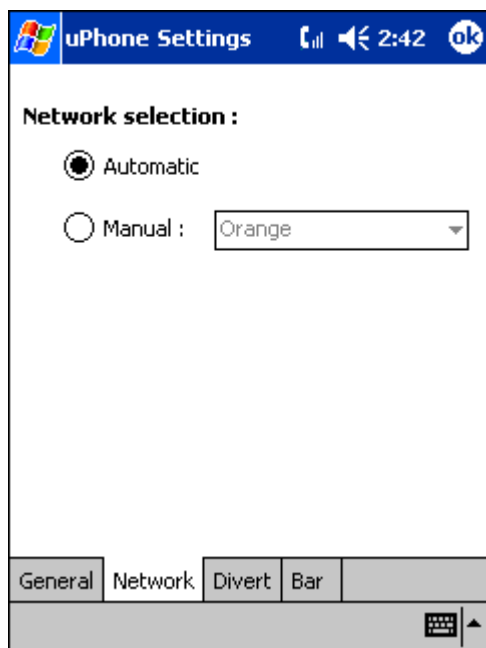 uPhone Settings 2:42 ok
Network selection :
Automatic
Manual : Orange
General Network Divert Bar